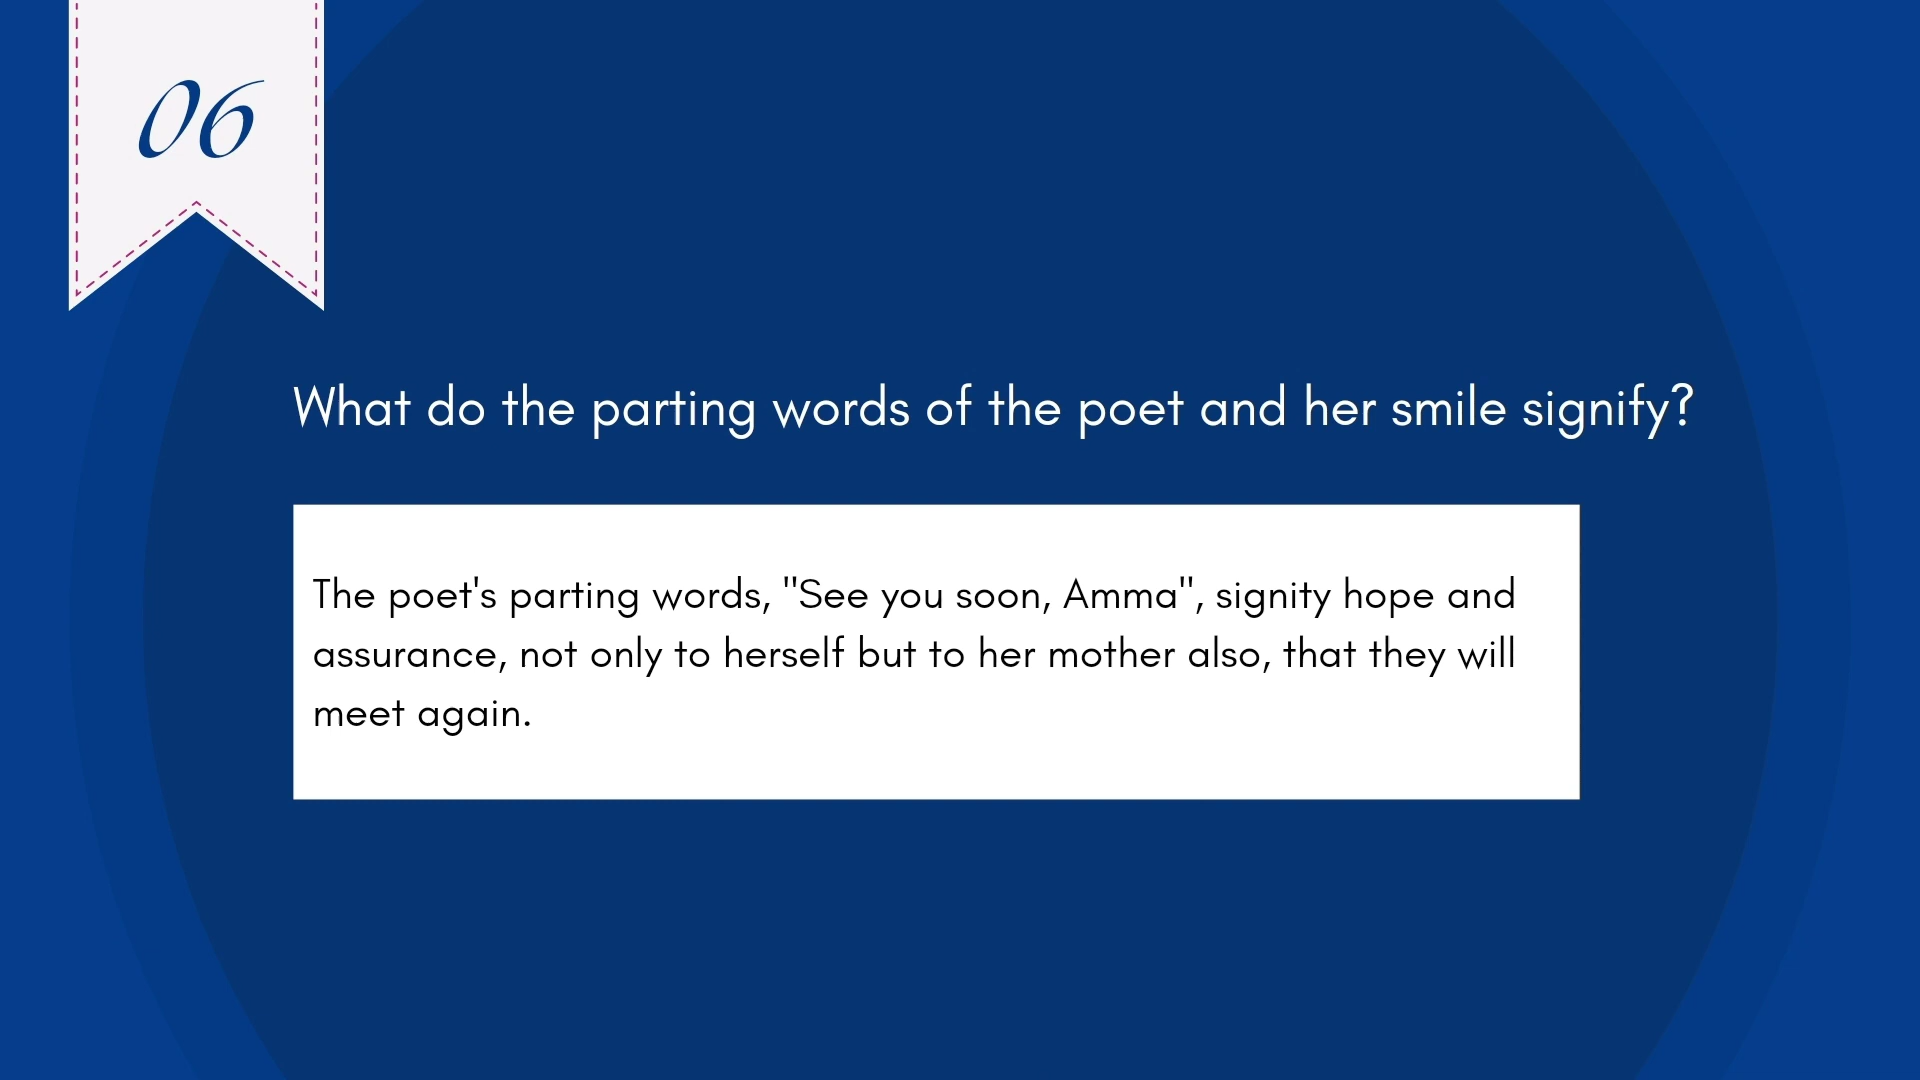 06
What do the parting words of the poet and her smile signify?
The poet's parting words, "See you soon, Amma", signity hope and
assurance, not only to herself but to her mother also, that they will
meet again.